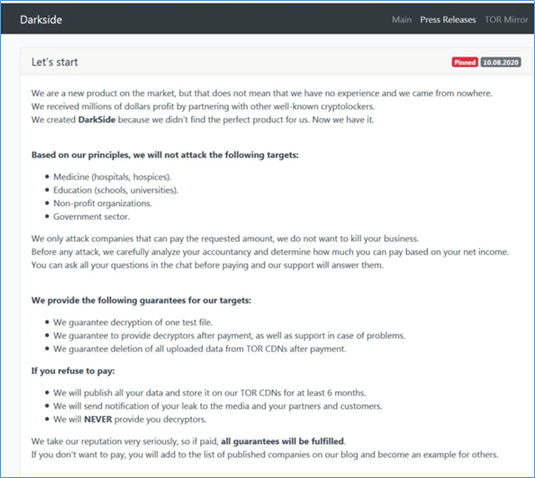 Darkside
Main Press Releases TOR Mirror
Let's start
Pinned 10.08.2020
We are a new product on the market, but that does not mean that we have no experience and we came from nowhere.
We received millions of dollars profit by partnering with other well-known cryptolockers.
We created DarkSide because we didn't find the perfect product for us. Now we have it.
Based on our principles, we will not attack the following targets:
• Medicine (hospitals, hospices).
• Education (schools, universities).
• Non-profit organizations.
• Government sector.
We only attack companies that can pay the requested amount, we do not want to kill your business.
Before any attack, we carefully analyze your accountancy and determine how much you can pay based on your net income.
You can ask all your questions in the chat before paying and our support will answer them.
We provide the following guarantees for our targets:
• We guarantee decryption of one test file.
• We guarantee to provide decryptors after payment, as well as support in case of problems.
• We guarantee deletion of all uploaded data from TOR CDNs after payment.
If you refuse to pay:
• We will publish all your data and store it on our TOR CDNs for at least 6 months.
• We will send notification of your leak to the media and your partners and customers.
• We will NEVER provide you decryptors.
We take our reputation very seriously, so if paid, all guarantees will be fulfilled.
If you don't want to pay, you will add to the list of published companies on our blog and become an example for others.